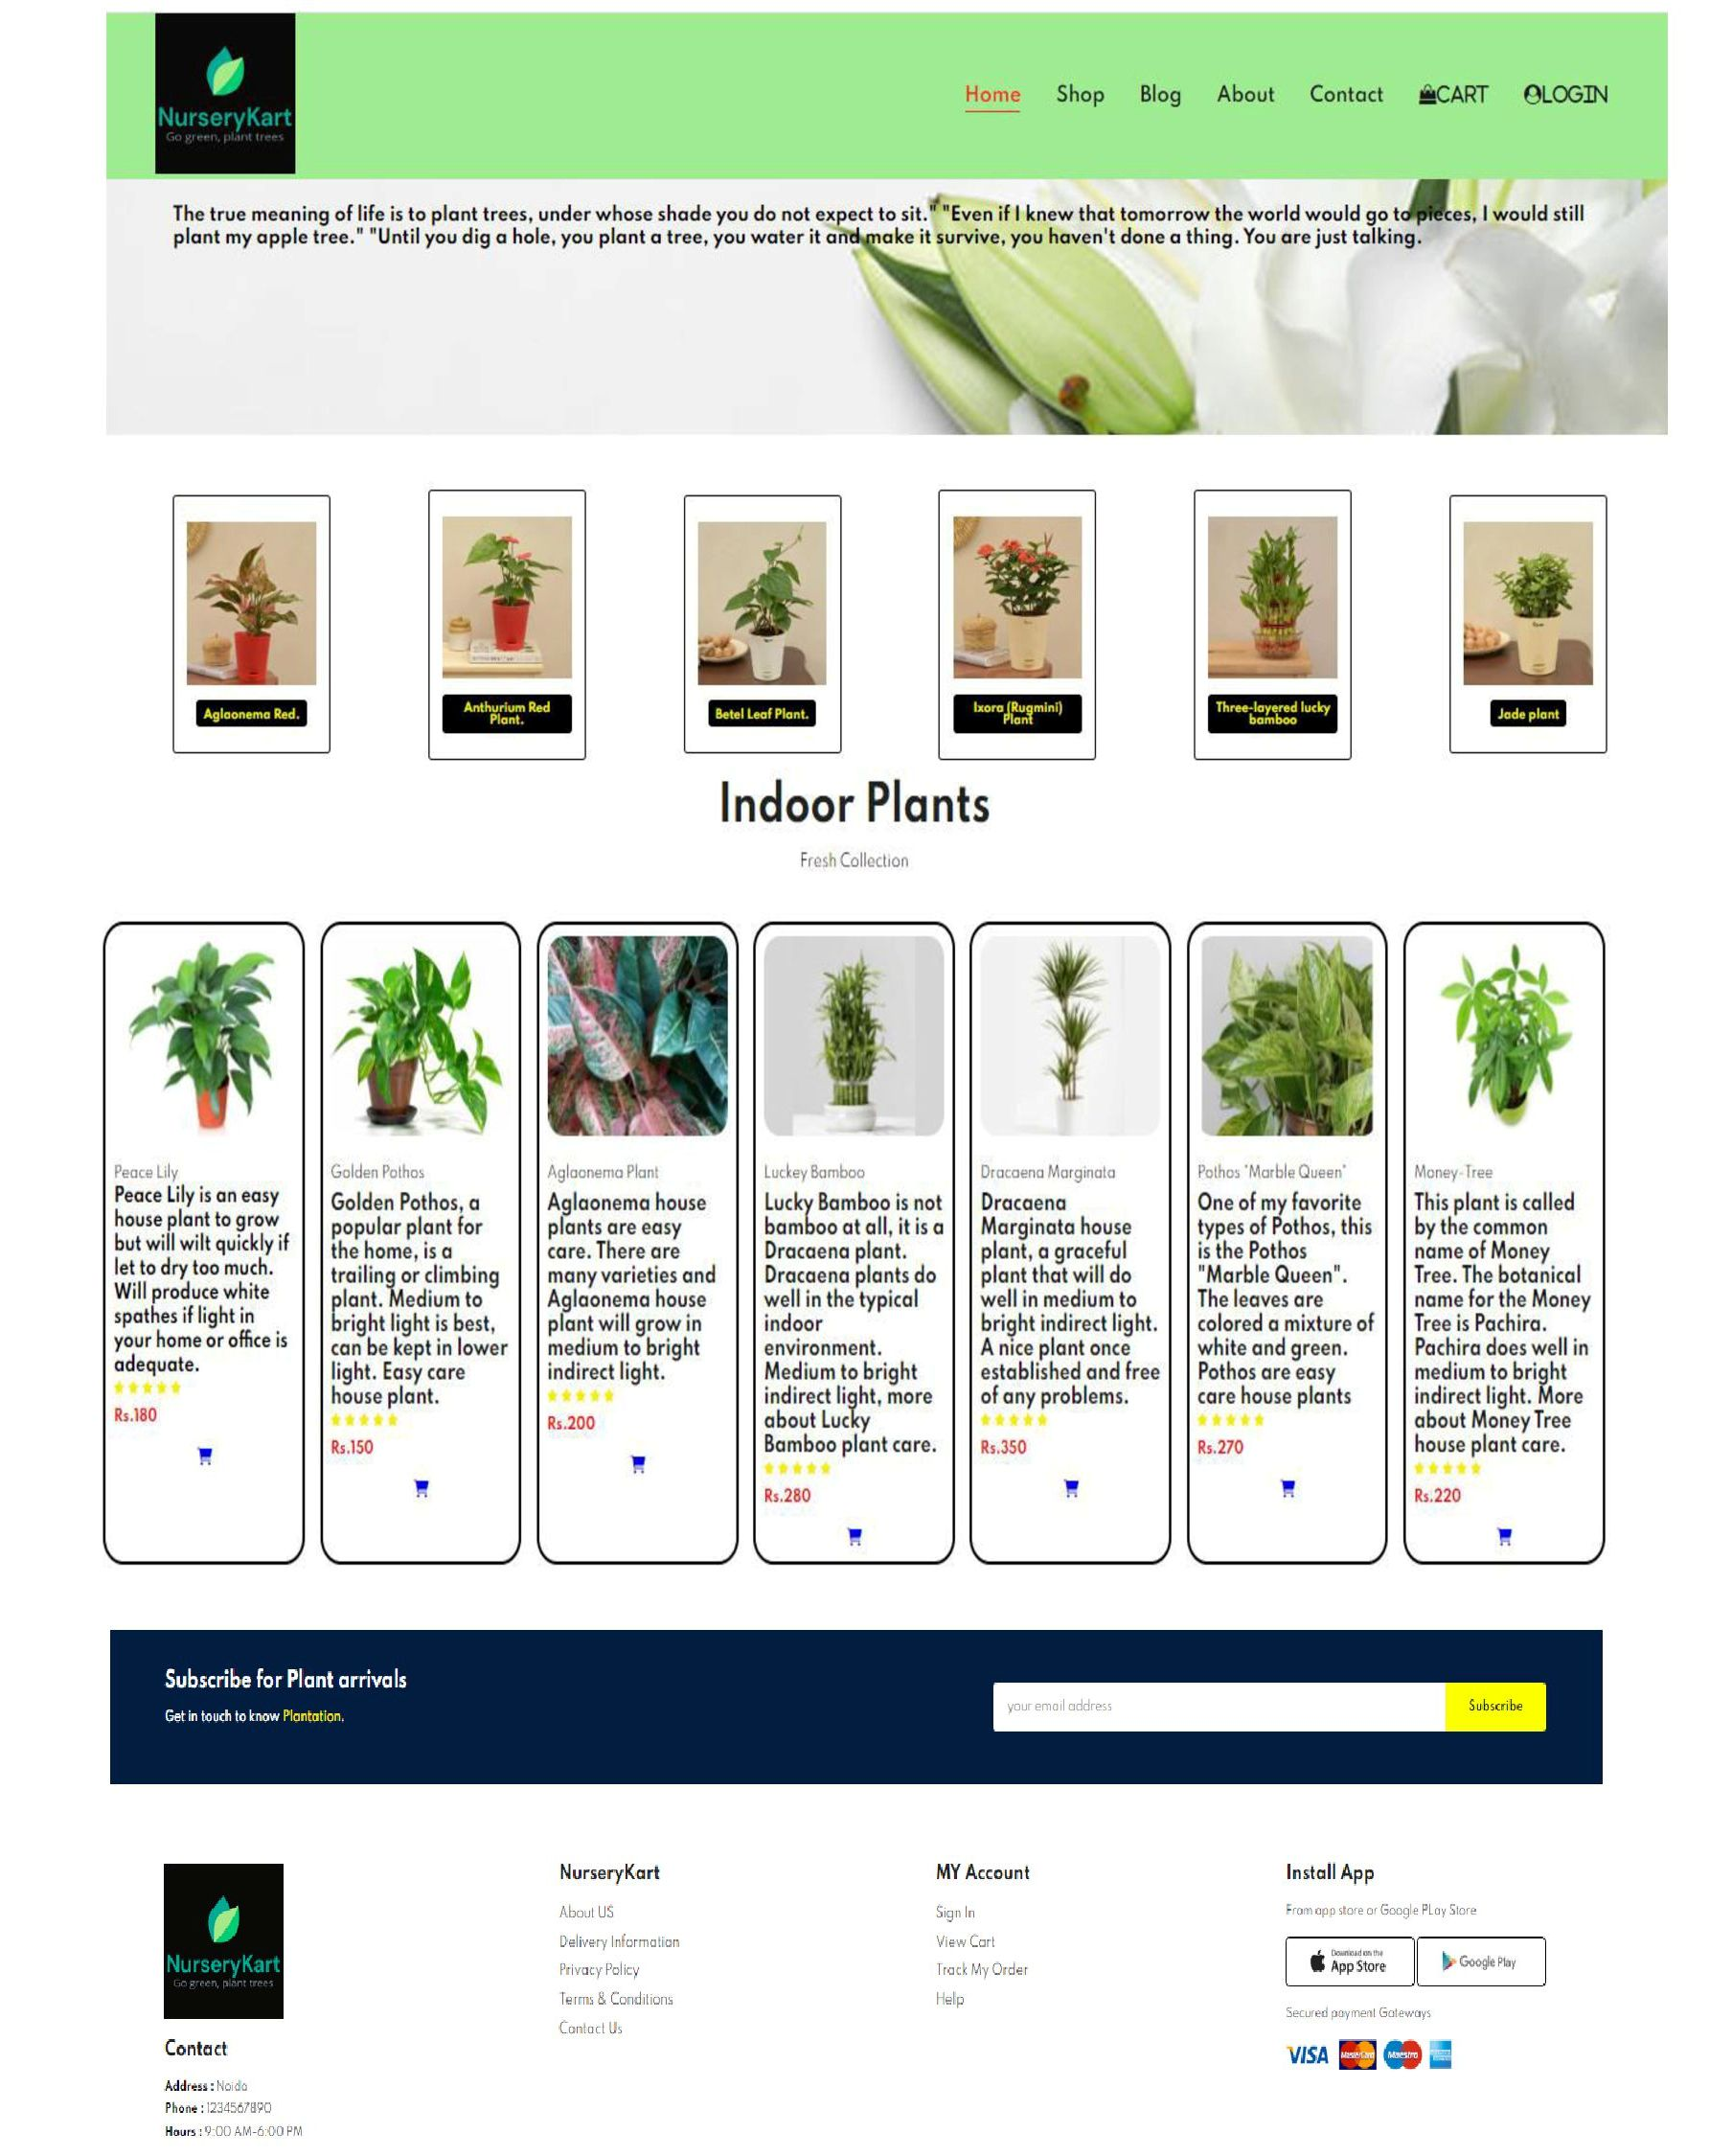 NurseryKart
Go green, plant trees
Home Shop Blog About Contact CART LOGIN
The true meaning of life is to plant trees, under whose shade you do not expect to sit." "Even if I knew that tomorrow the world would go to pieces, I would still
plant my apple tree." "Until you dig a hole, you plant a tree, you water it and make it survive, you haven't done a thing. You are just talking.
Aglaonema Red.
Anthurium Red
Plant.
Betel Leaf Plant.
Ixora (Rugmini)
Plant
Three-layered lucky
bamboo
Jade plant
Indoor Plants
Fresh Collection
Peace Lily
Peace Lily is an easy
house plant to grow
but will wilt quickly if
let to dry too much.
Will produce white
spathes if light in
your home or office is
adequate.
Rs.180
Golden Pothos
Golden Pothos, a
popular plant for
the home, is a
trailing or climbing
plant. Medium to
bright light is best,
can be kept in lower
light. Easy care
house plant.
Rs.150
Aglaonema Plant
Aglaonema house
plants are easy
care. There are
many varieties and
Aglaonema house
plant will grow in
medium to bright
indirect light.
Rs.200
Luckey Bamboo
Lucky Bamboo is not
bamboo at all, it is a
Dracaena plant.
Dracaena plants do
well in the typical
indoor
environment.
Medium to bright
indirect light, more
about Lucky
Bamboo plant care.
Rs.280
Dracaena Marginata
Dracaena
Marginata house
plant, a graceful
plant that will do
well in medium to
bright indirect light.
A nice plant once
established and free
of any problems.
Rs.350
Pothos "Marble Queen"
One of my favorite
types of Pothos, this
is the Pothos
"Marble Queen".
The leaves are
colored a mixture of
white and green.
Pothos are easy
care house plants
Rs.270
Money-Tree
This plant is called
by the common
name of Money
Tree. The botanical
name for the Money
Tree is Pachira.
Pachira does well in
medium to bright
indirect light. More
about Money Tree
house plant care.
Rs.220
Subscribe for Plant arrivals
Get in touch to know Plantation.
your email address
Subscribe
NurseryKart
Go green, plant trees
Contact
Address : Noida
Phone : 1234567890
Hours : 9:00 AM-6:00 PM
NurseryKart
About US
Delivery Information
Privacy Policy
Terms & Conditions
Contact Us
MY Account
Sign In
View Cart
Track My Order
Help
Install App
From app store or Google PLay Store
Download on the
App Store
Google Play
Secured payment Gateways
VISA MasterCard Maestro